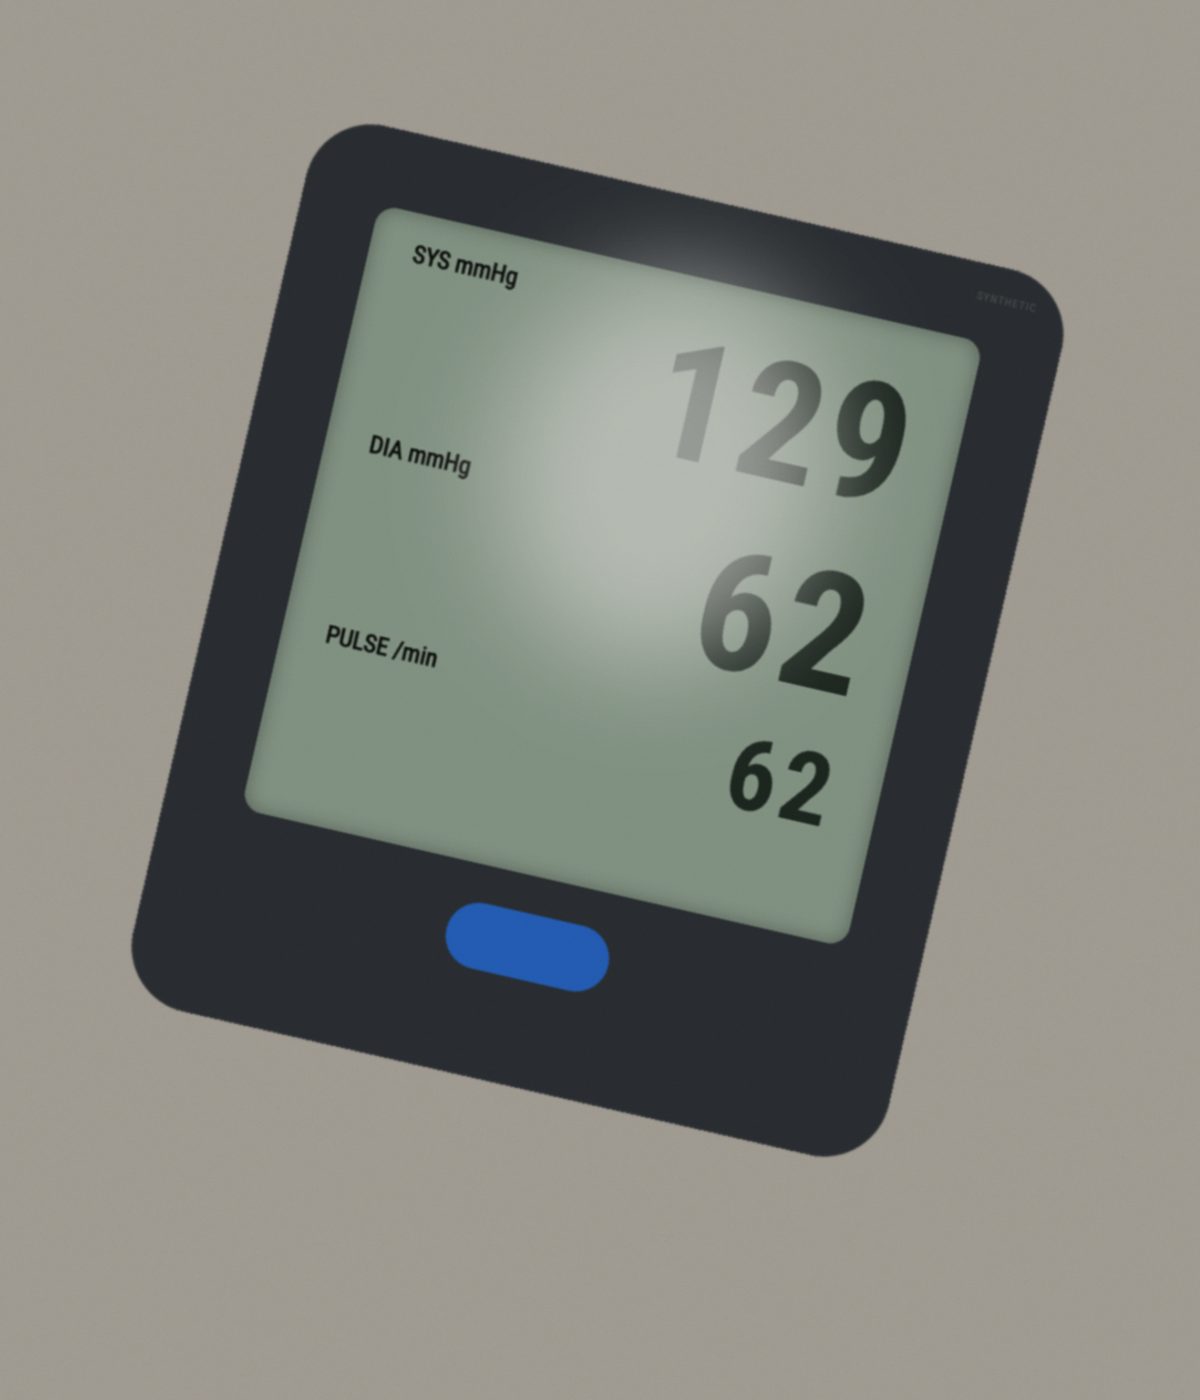 SYNTHETIC
SYS mmHg
129
DIA mmHg
62
PULSE /min
62